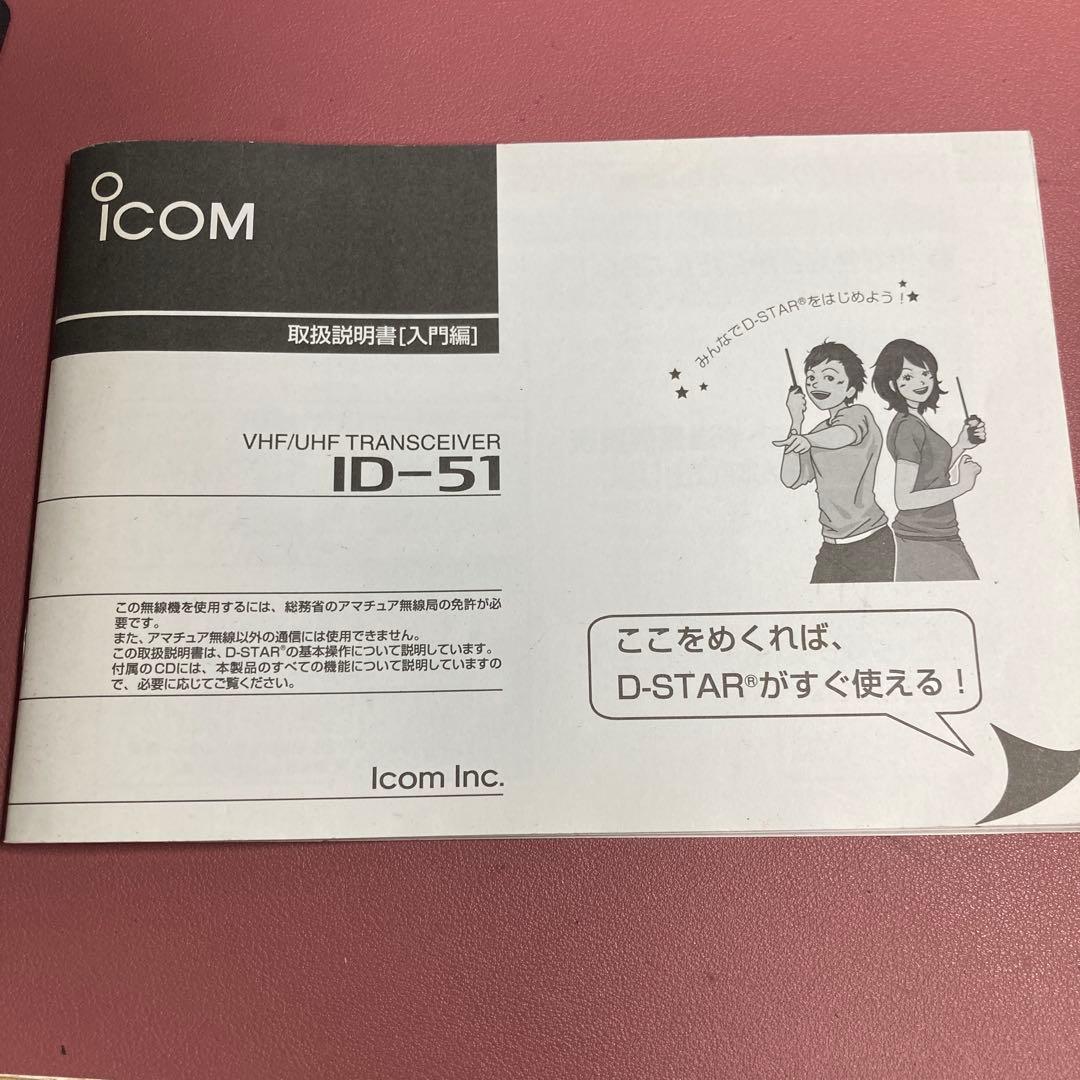 ICOM
取扱説明書[入門編]
VHF/UHF TRANSCEIVER
ID-51
この無線機を使用するには、総務省のアマチュア無線局の免許が必
要です。
また、アマチュア無線以外の通信には使用できません。
この取扱説明書は、D-STAR®の基本操作について説明しています。
付属のCDには、本製品のすべての機能について説明していますの
で、必要に応じてご覧ください。
Icom Inc.
みんなでD-STAR®をはじめよう!
ここをめくれば、
D-STAR®がすぐ使える!